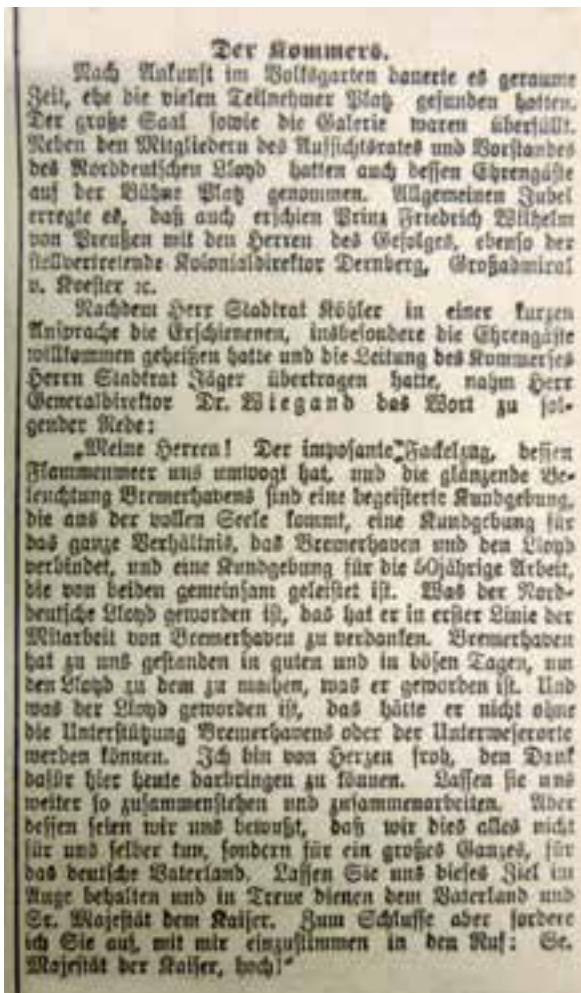 Der Kommers.
Nach Ankunft im Volksgarten dauerte es geraume
Zeit, ehe die vielen Teilnehmer Platz gefunden hatten.
Der große Saal sowie die Galerie waren überfüllt.
Neben den Mitgliedern des Aufsichtsrates und Vorstandes
des Norddeutschen Lloyd hatten auch dessen Ehrengäste
auf der Bühne Platz genommen. Allgemeinen Jubel
erregte es, daß auch erschien Prinz Friedrich Wilhelm
von Preußen mit den Herren des Gefolges, ebenso der
stellvertretende Kolonialdirektor Dernberg, Großadmiral
v. Koester ꝛc.
Nachdem Herr Stadtrat Köhler in einer kurzen
Ansprache die Erschienenen, insbesondere die Ehrengäste
willkommen geheißen hatte und die Leitung des Kommerses
Herrn Stadtrat Jäger übertragen hatte, nahm Herr
Generaldirektor Dr. Wiegand das Wort zu fol-
gender Rede:
„Meine Herren! Der imposante Fackelzug, dessen
Flammenmeer uns umwogt hat, und die glänzende Be-
leuchtung Bremerhavens sind eine begeisterte Kundgebung,
die aus der vollen Seele kommt, eine Kundgebung für
das ganze Verhältnis, das Bremerhaven und den Lloyd
verbindet, und eine Kundgebung für die 50jährige Arbeit,
die von beiden gemeinsam geleistet ist. Was der Nord-
deutsche Lloyd geworden ist, das hat er in erster Linie der
Mitarbeit von Bremerhaven zu verdanken. Bremerhaven
hat zu uns gestanden in guten und in bösen Tagen, um
den Lloyd zu dem zu machen, was er geworden ist. Und
was der Lloyd geworden ist, das hätte er nicht ohne
die Unterstützung Bremerhavens oder der Unterweserorte
werden können. Ich bin von Herzen froh, den Dank
dafür hier heute darbringen zu können. Lassen sie uns
weiter so zusammenstehen und zusammenarbeiten. Aber
dessen seien wir uns bewußt, daß wir dies alles nicht
für uns selber tun, sondern für ein großes Ganzes, für
das deutsche Vaterland. Lassen Sie uns dieses Ziel im
Auge behalten und in Treue dienen dem Vaterland und
Sr. Majestät dem Kaiser. Zum Schlusse aber fordere
ich Sie auf, mit mir einzustimmen in den Ruf: Se.
Majestät der Kaiser, hoch!"